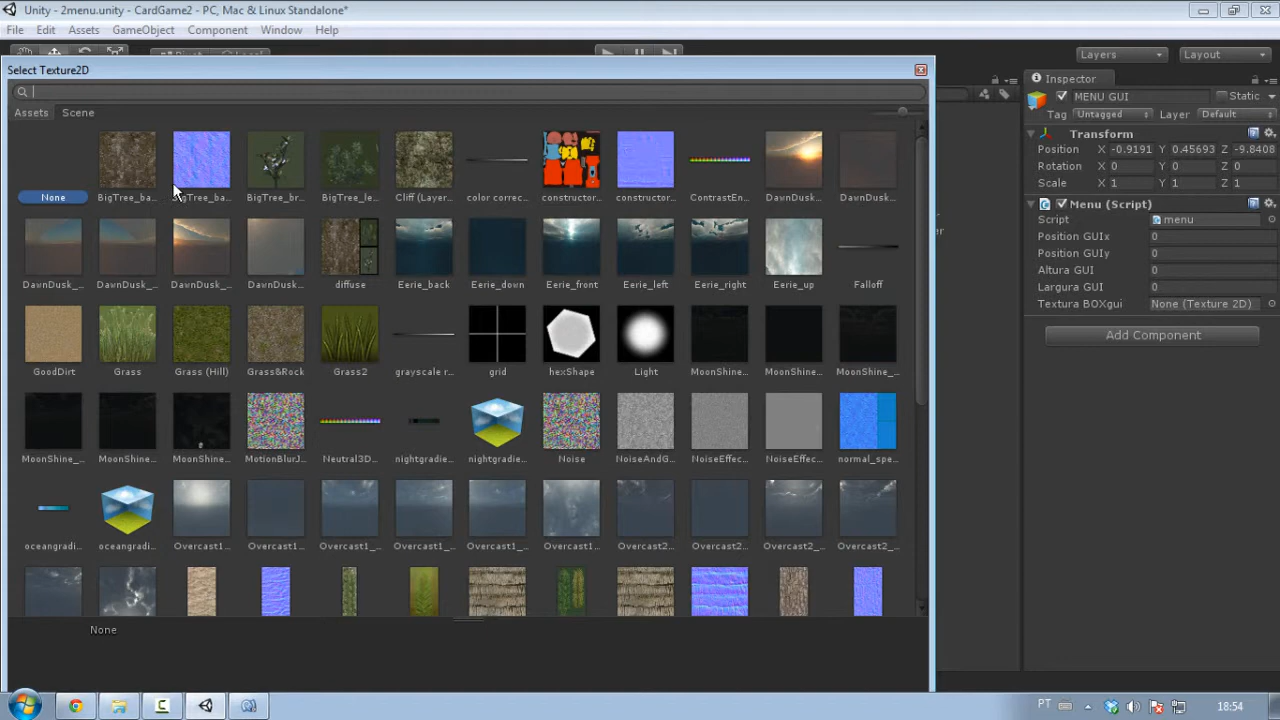 Unity - 2menu.unity - CardGame2 - PC, Mac & Linux Standalone*
File Edit Assets GameObject Component Window Help
Layers Layout
Select Texture2D
Assets Scene
None BigTree_ba... BigTree_ba... BigTree_br... BigTree_le... Cliff (Layer... color correc... constructor... constructor... ContrastEn... DawnDusk... DawnDusk...
DawnDusk_... DawnDusk_... DawnDusk_... DawnDusk... diffuse Eerie_back Eerie_down Eerie_front Eerie_left Eerie_right Eerie_up Falloff
GoodDirt Grass Grass (Hill) Grass&Rock Grass2 grayscale r... grid hexShape Light MoonShine... MoonShine... MoonShine_...
MoonShine_... MoonShine... MoonShine... MotionBlurJ... Neutral3D... nightgradie... nightgradie... Noise NoiseAndG... NoiseEffec... NoiseEffec... normal_spe...
oceangradi... oceangradi... Overcast1... Overcast1... Overcast1_... Overcast1_... Overcast1_... Overcast1... Overcast2... Overcast2... Overcast2_... Overcast2_...
None
Inspector
MENU GUI Static
Tag Untagged Layer Default
Transform
Position X -0.9191 Y 0.45693 Z -9.8480
Rotation X 0 Y 0 Z 0
Scale X 1 Y 1 Z 1
Menu (Script)
Script menu
Position GUIx 0
Position GUIy 0
Altura GUI 0
Largura GUI 0
Textura BOXgui None (Texture 2D)
Add Component
PT 18:54